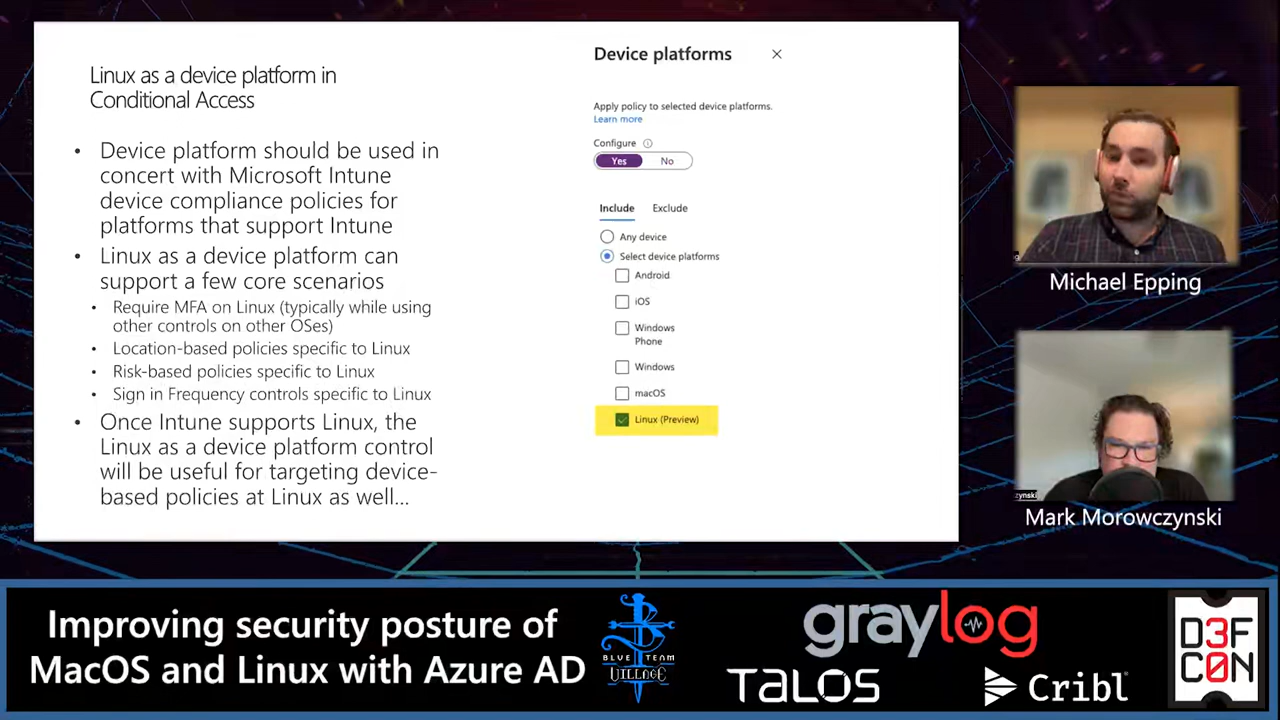 Linux as a device platform in
Conditional Access
• Device platform should be used in
concert with Microsoft Intune
device compliance policies for
platforms that support Intune
• Linux as a device platform can
support a few core scenarios
• Require MFA on Linux (typically while using
other controls on other OSes)
• Location-based policies specific to Linux
• Risk-based policies specific to Linux
• Sign in Frequency controls specific to Linux
• Once Intune supports Linux, the
Linux as a device platform control
will be useful for targeting device-
based policies at Linux as well...
Device platforms
Apply policy to selected device platforms.
Learn more
Configure
Yes No
Include Exclude
Any device
Select device platforms
Android
iOS
Windows
Phone
Windows
macOS
Linux (Preview)
Michael Epping
zynski
Mark Morowczynski
Improving security posture of
MacOS and Linux with Azure AD
BLUE TEAM
VILLAGE
graylog
TALOS
Cribl
D3F
C0N